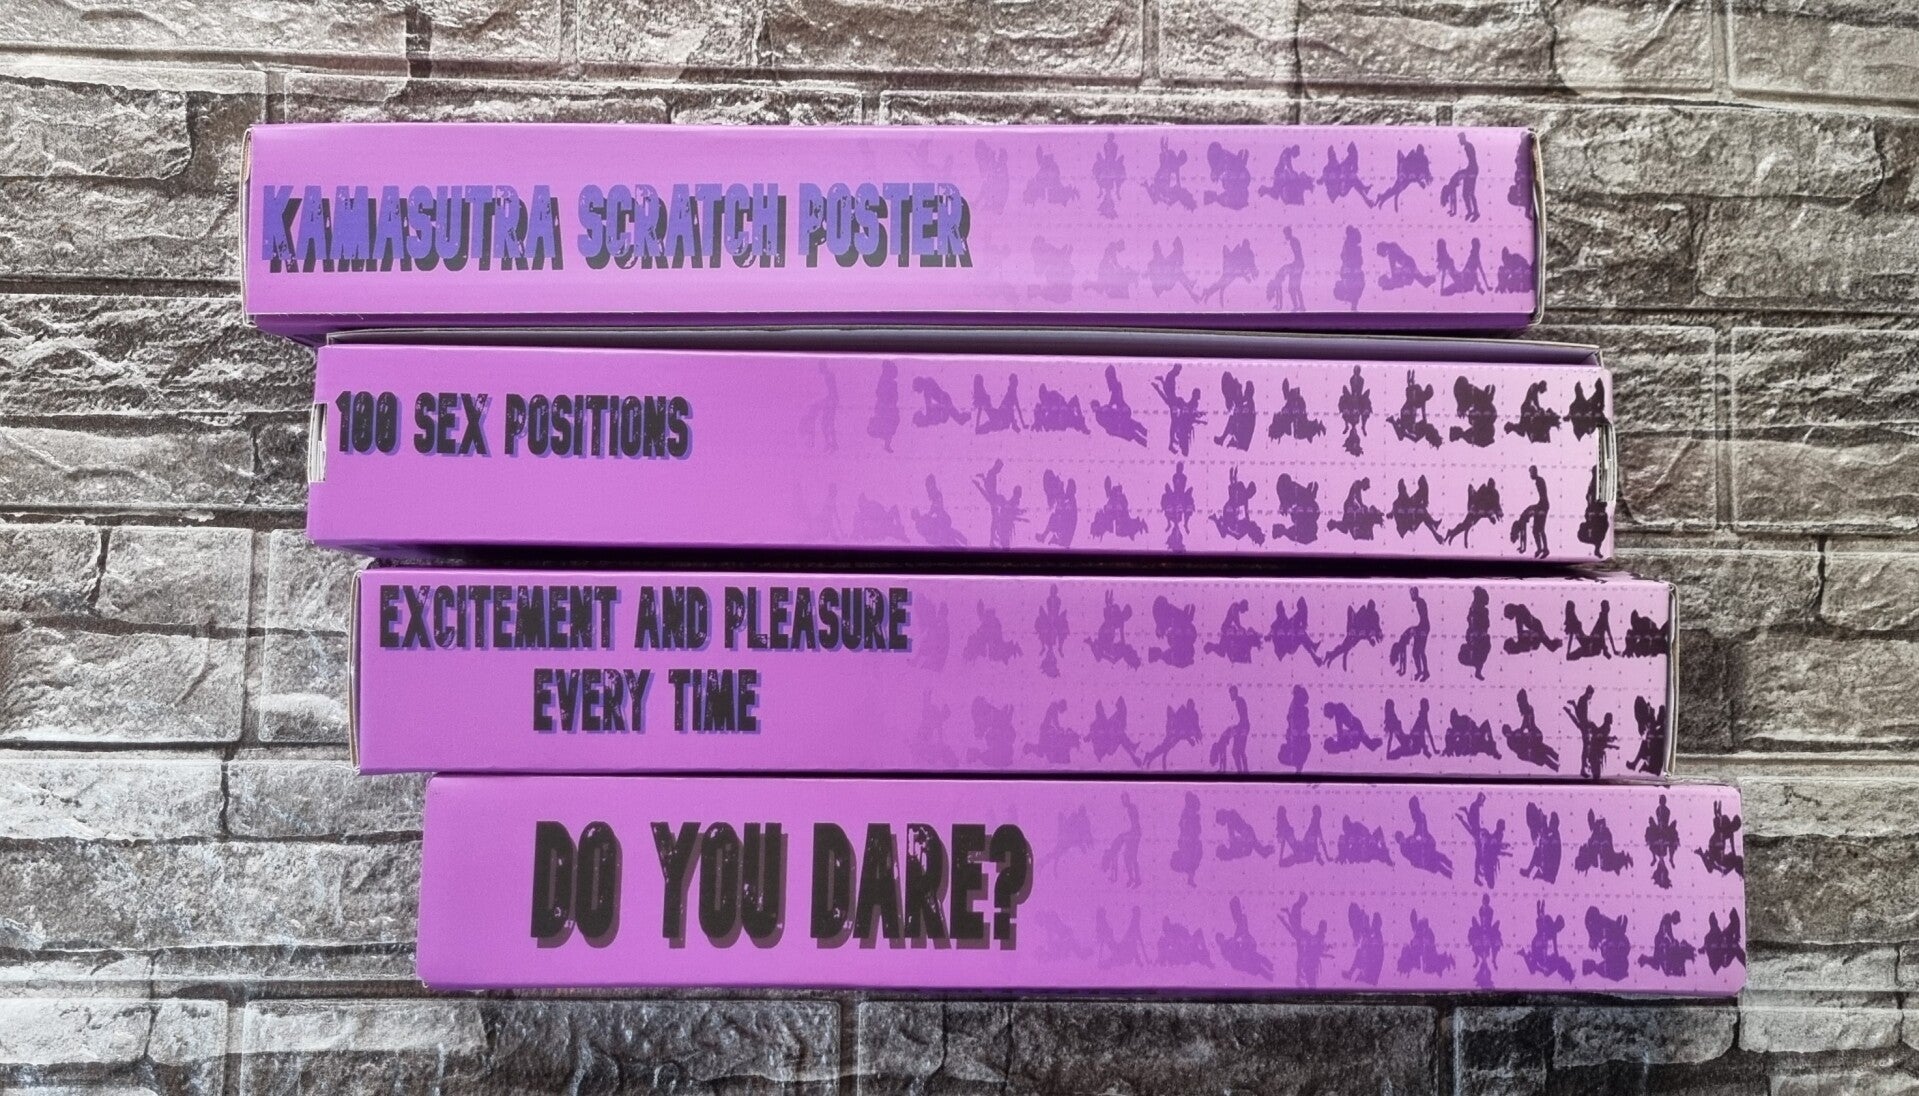 KAMASUTRA SCRATCH POSTER
100 SEX POSITIONS
EXCITEMENT AND PLEASURE
EVERY TIME
DO YOU DARE?